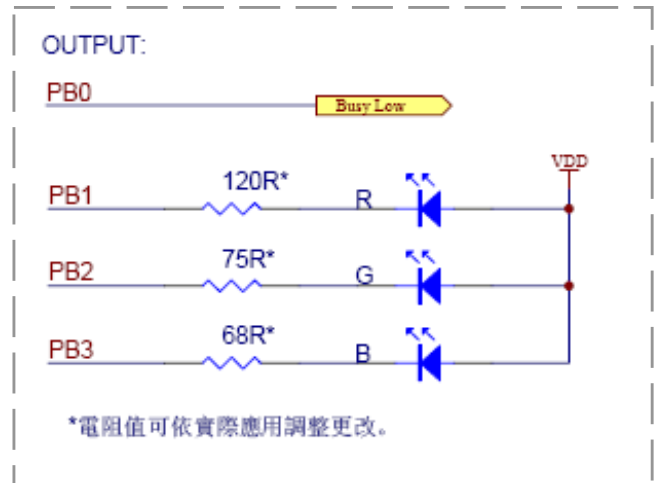 OUTPUT:
PB0 Busy Low
VDD
PB1 120R* R
PB2 75R* G
PB3 68R* B
*電阻值可依實際應用調整更改。